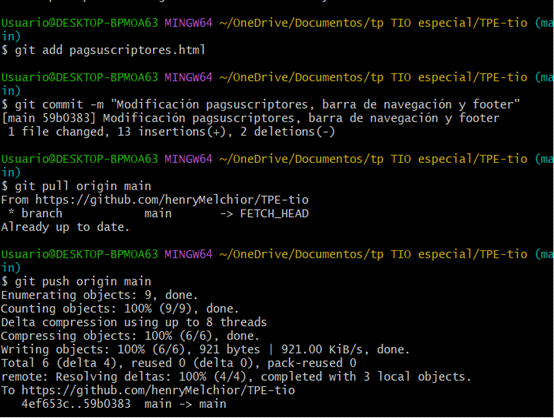 Usuario@DESKTOP-BPMOA63 MINGW64 ~/OneDrive/Documentos/tp TIO especial/TPE-tio (ma
in)
$ git add pagsuscriptores.html
Usuario@DESKTOP-BPMOA63 MINGW64 ~/OneDrive/Documentos/tp TIO especial/TPE-tio (ma
in)
$ git commit -m "Modificación pagsuscriptores, barra de navegación y footer"
[main 59b0383] Modificación pagsuscriptores, barra de navegación y footer
 1 file changed, 13 insertions(+), 2 deletions(-)
Usuario@DESKTOP-BPMOA63 MINGW64 ~/OneDrive/Documentos/tp TIO especial/TPE-tio (ma
in)
$ git pull origin main
From https://github.com/henryMelchior/TPE-tio
 * branch            main       -> FETCH_HEAD
Already up to date.
Usuario@DESKTOP-BPMOA63 MINGW64 ~/OneDrive/Documentos/tp TIO especial/TPE-tio (ma
in)
$ git push origin main
Enumerating objects: 9, done.
Counting objects: 100% (9/9), done.
Delta compression using up to 8 threads
Compressing objects: 100% (6/6), done.
Writing objects: 100% (6/6), 921 bytes | 921.00 KiB/s, done.
Total 6 (delta 4), reused 0 (delta 0), pack-reused 0
remote: Resolving deltas: 100% (4/4), completed with 3 local objects.
To https://github.com/henryMelchior/TPE-tio
   4ef653c..59b0383  main -> main